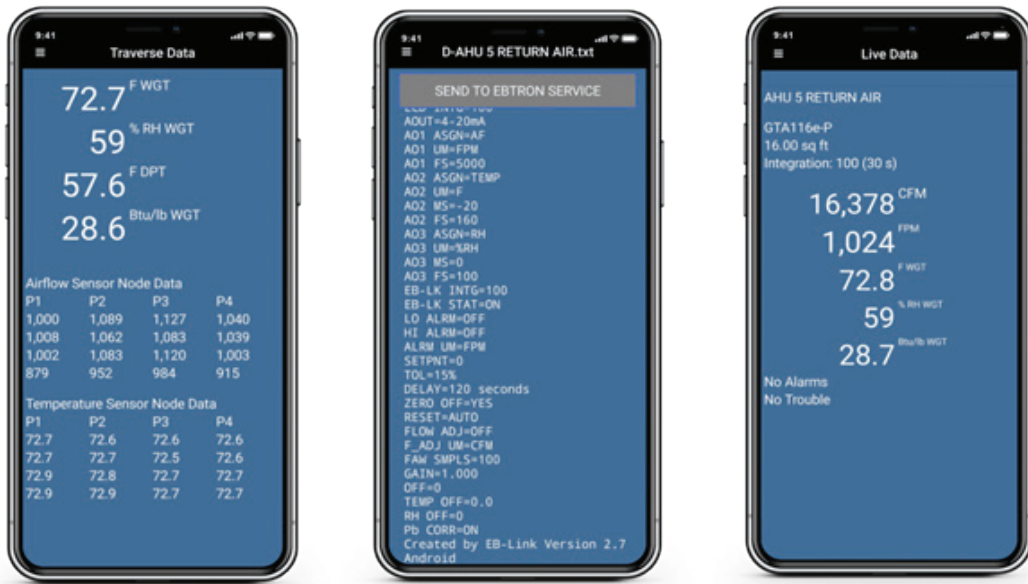 9:41
Traverse Data
72.7 F WGT
59 % RH WGT
57.6 F DPT
28.6 Btu/lb WGT
Airflow Sensor Node Data
P1 P2 P3 P4
1,000 1,089 1,127 1,040
1,008 1,062 1,083 1,039
1,002 1,083 1,120 1,003
879 952 984 915
Temperature Sensor Node Data
P1 P2 P3 P4
72.7 72.6 72.6 72.6
72.7 72.7 72.5 72.6
72.9 72.8 72.7 72.7
72.9 72.9 72.7 72.7
9:41
D-AHU 5 RETURN AIR.txt
SEND TO EBTRON SERVICE
LCD INTG=100
AOUT=4-20mA
AO1 ASGN=AF
AO1 UM=FPM
AO1 FS=5000
AO2 ASGN=TEMP
AO2 UM=F
AO2 MS=-20
AO2 FS=160
AO3 ASGN=RH
AO3 UM=%RH
AO3 MS=0
AO3 FS=100
EB-LK INTG=100
EB-LK STAT=ON
LO ALRM=OFF
HI ALRM=OFF
ALRM UM=FPM
SETPNT=0
TOL=15%
DELAY=120 seconds
ZERO OFF=YES
RESET=AUTO
FLOW ADJ=OFF
F_ADJ UM=CFM
FAW SMPLS=100
GAIN=1.000
OFF=0
TEMP OFF=0.0
RH OFF=0
Pb CORR=ON
Created by EB-Link Version 2.7
Android
9:41
Live Data
AHU 5 RETURN AIR
GTA116e-P
16.00 sq ft
Integration: 100 (30 s)
16,378 CFM
1,024 FPM
72.8 F WGT
59 % RH WGT
28.7 Btu/lb WGT
No Alarms
No Trouble